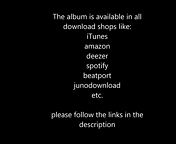 The album is available in all
download shops like:
iTunes
amazon
deezer
spotify
beatport
junodownload
etc.
please follow the links in the
description